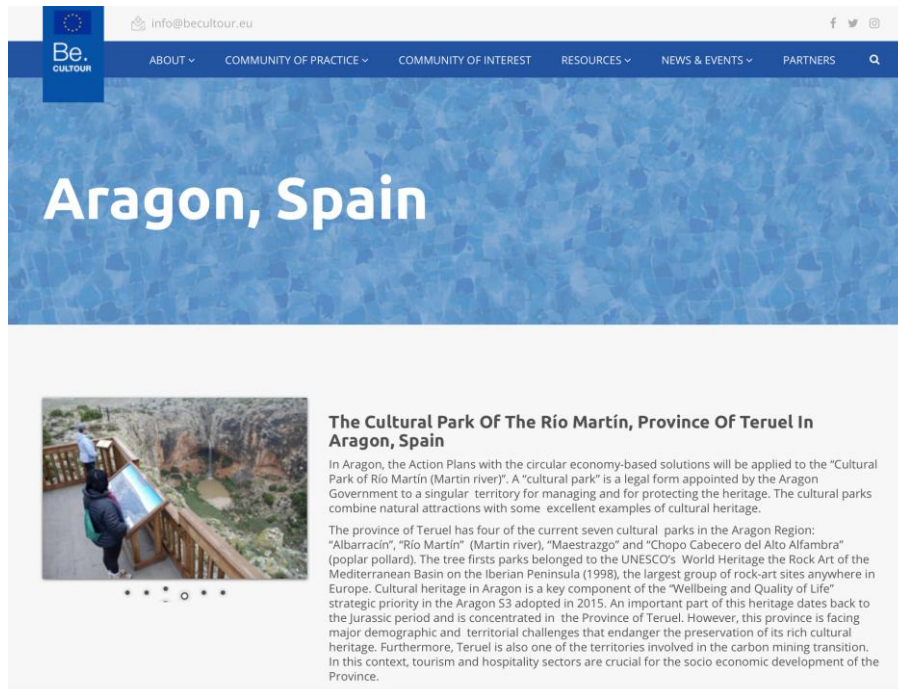 info@becultour.eu
Be.
CULTOUR
ABOUT COMMUNITY OF PRACTICE COMMUNITY OF INTEREST RESOURCES NEWS & EVENTS PARTNERS
Aragon, Spain
The Cultural Park Of The Río Martín, Province Of Teruel In
Aragon, Spain
In Aragon, the Action Plans with the circular economy-based solutions will be applied to the “Cultural
Park of Río Martín (Martin river)”. A “cultural park” is a legal form appointed by the Aragon
Government to a singular territory for managing and for protecting the heritage. The cultural parks
combine natural attractions with some excellent examples of cultural heritage.
The province of Teruel has four of the current seven cultural parks in the Aragon Region:
“Albarracín”, “Río Martín” (Martin river), “Maestrazgo” and “Chopo Cabecero del Alto Alfambra”
(poplar pollard). The tree firsts parks belonged to the UNESCO’s World Heritage the Rock Art of the
Mediterranean Basin on the Iberian Peninsula (1998), the largest group of rock-art sites anywhere in
Europe. Cultural heritage in Aragon is a key component of the “Wellbeing and Quality of Life”
strategic priority in the Aragon S3 adopted in 2015. An important part of this heritage dates back to
the Jurassic period and is concentrated in the Province of Teruel. However, this province is facing
major demographic and territorial challenges that endanger the preservation of its rich cultural
heritage. Furthermore, Teruel is also one of the territories involved in the carbon mining transition.
In this context, tourism and hospitality sectors are crucial for the socio economic development of the
Province.